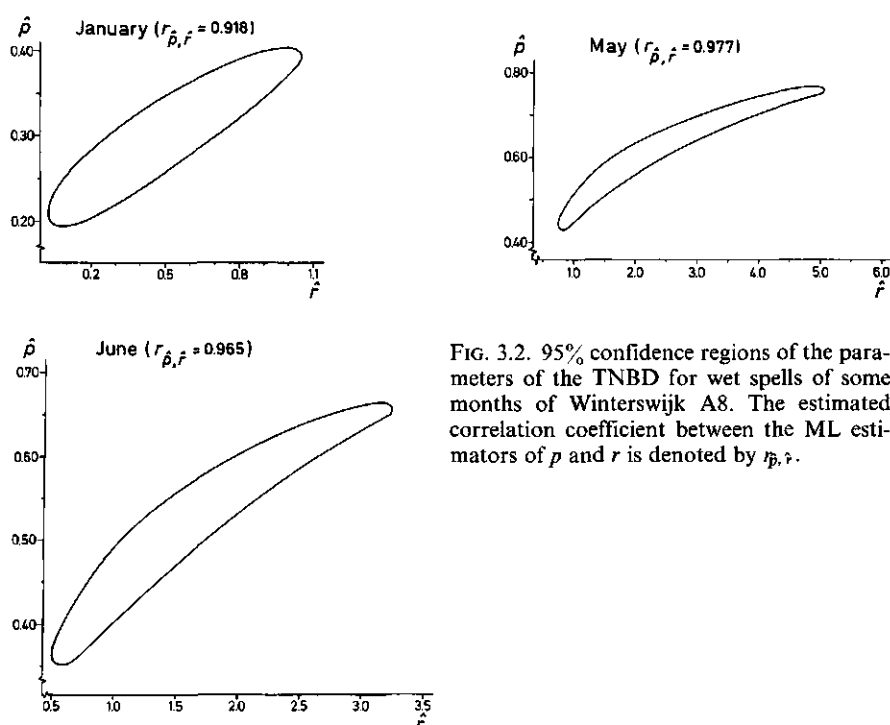 p̂
January (r p̂,r̂ = 0.918)
0.40
0.30
0.20
0.2
0.4
0.8
1.1
r̂
p̂
May (r p̂,r̂ = 0.977)
0.80
0.60
0.40
1.0
2.0
3.0
4.0
5.0
6.0
r̂
p̂
June (r p̂,r̂ = 0.965)
0.70
0.60
0.50
0.40
0.5
1.0
1.5
2.0
2.5
3.0
3.5
r̂
FIG. 3.2. 95% confidence regions of the para-
meters of the TNBD for wet spells of some
months of Winterswijk A8. The estimated
correlation coefficient between the ML esti-
mators of p and r is denoted by r p̂,r̂.